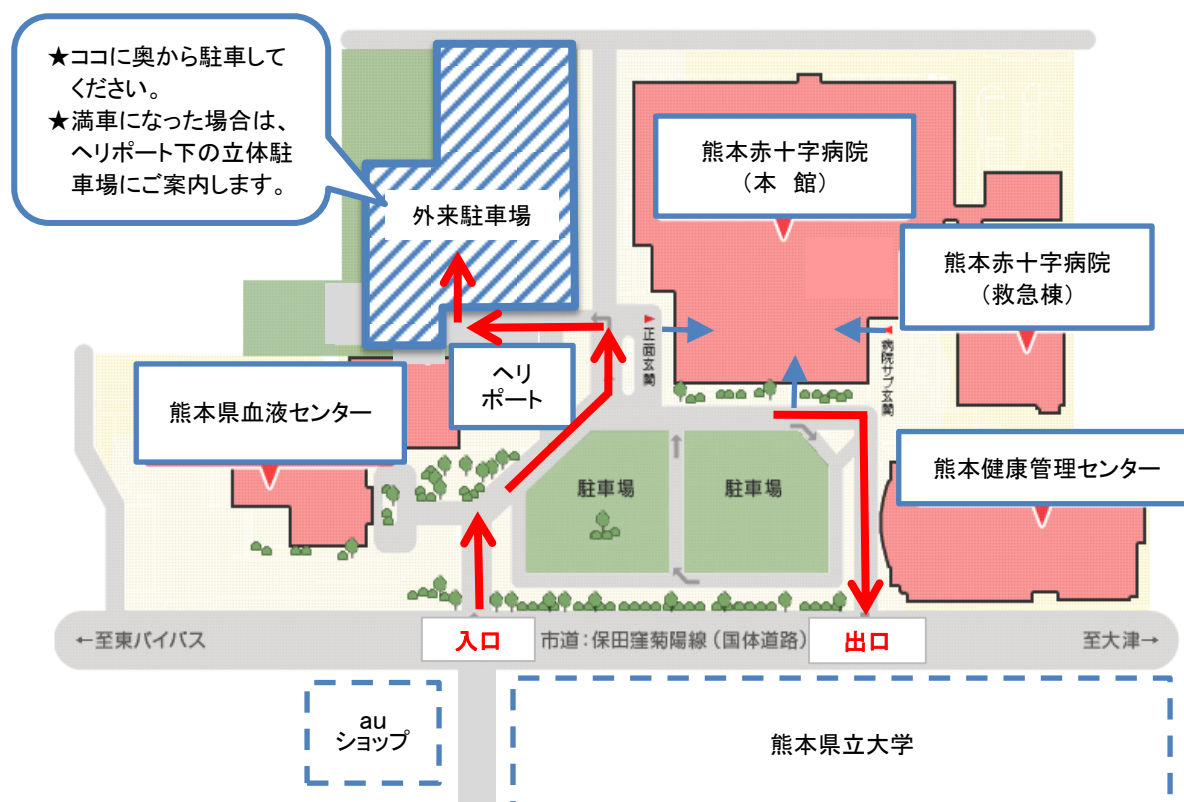 ★ココに奥から駐車して
ください。
★満車になった場合は、
ヘリポート下の立体駐
車場にご案内します。
外来駐車場
熊本赤十字病院
（本　館）
熊本赤十字病院
（救急棟）
正面玄関
病院サブ玄関
ヘリ
ポート
熊本県血液センター
熊本健康管理センター
駐車場
駐車場
←至東バイパス
入口
市道：保田窪菊陽線（国体道路）
出口
至大津→
au
ショップ
熊本県立大学